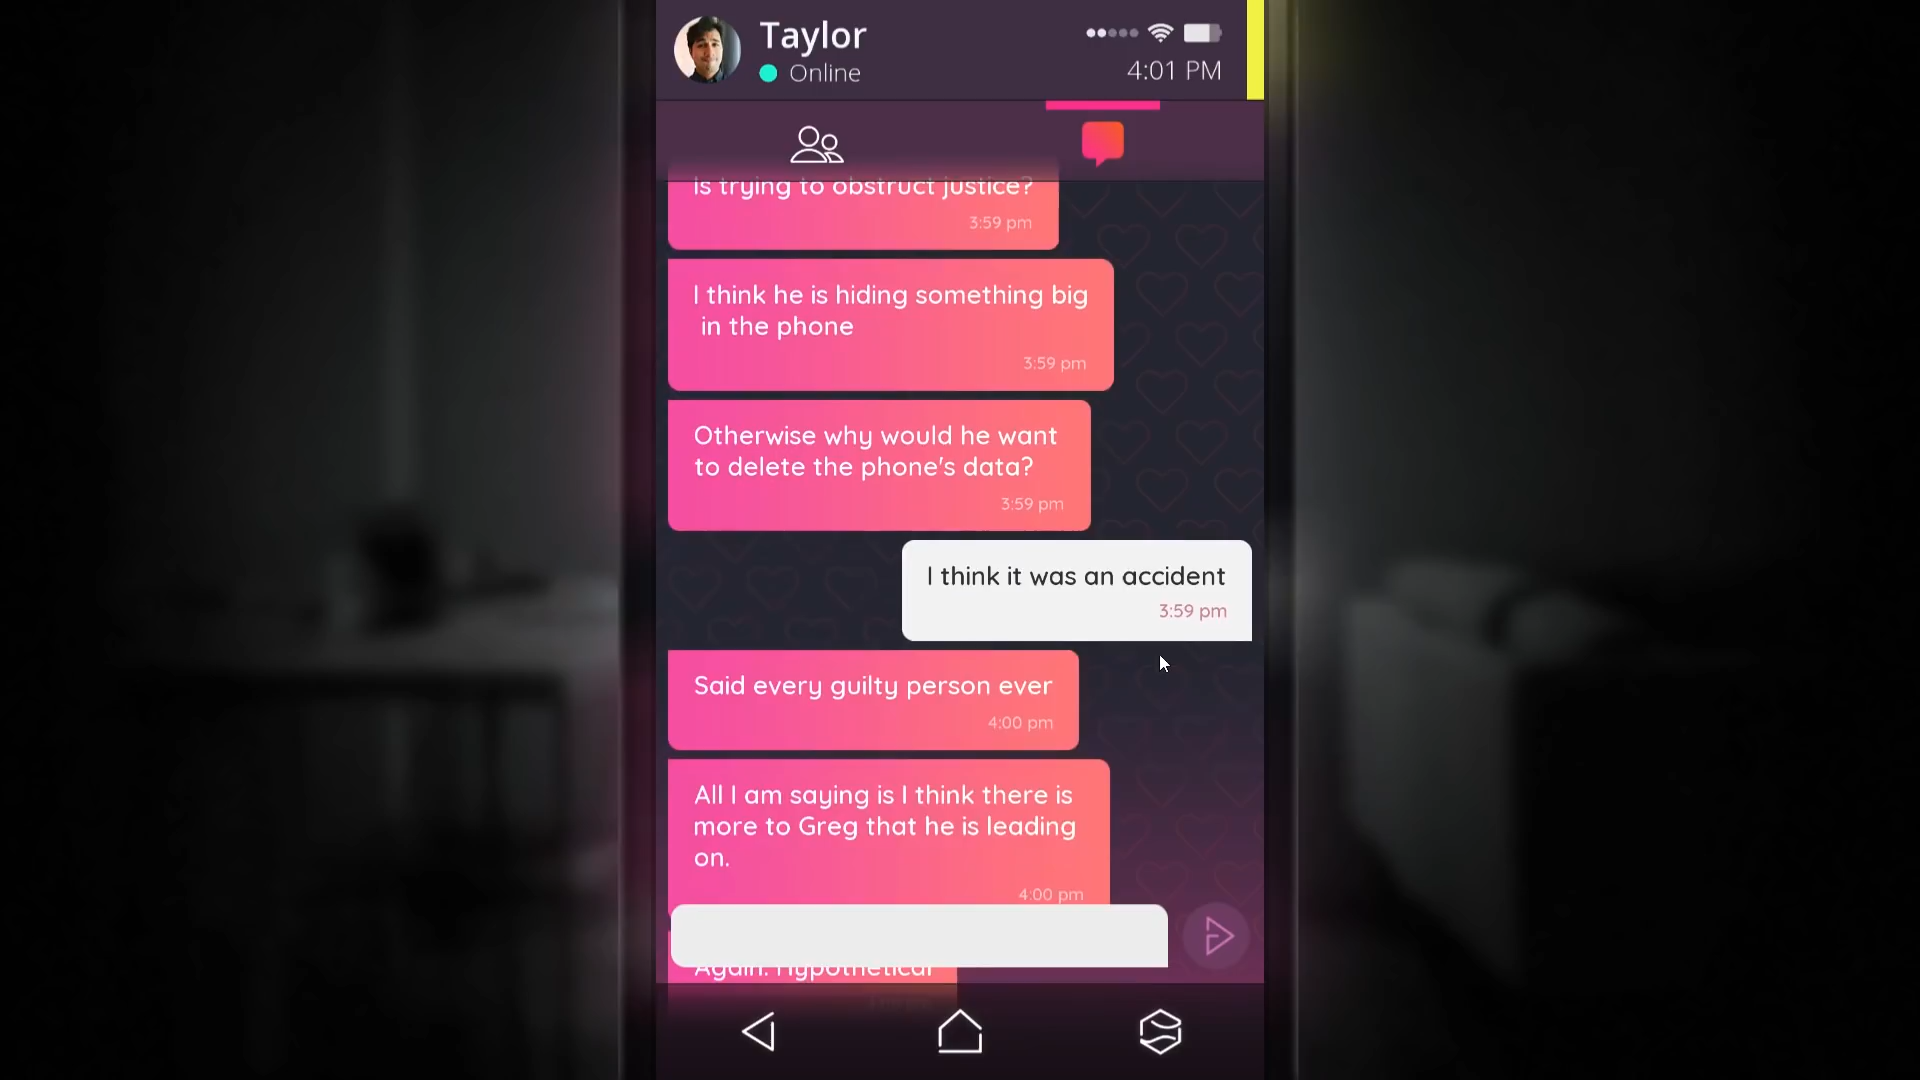 Taylor
Online
4:01 PM
Is trying to obstruct justice?
3:59 pm
I think he is hiding something big
in the phone
3:59 pm
Otherwise why would he want
to delete the phone's data?
3:59 pm
I think it was an accident
3:59 pm
Said every guilty person ever
4:00 pm
All I am saying is I think there is
more to Greg that he is leading
on.
4:00 pm
Again. Hypothetical